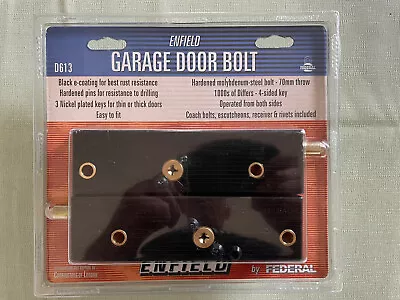 ENFIELD
GARAGE DOOR BOLT
D613
FEDERAL
Black e-coating for best rust resistance
Hardened pins for resistance to drilling
3 Nickel plated keys for thin or thick doors
Easy to fit
Hardened molybdenum-steel bolt - 70mm throw
1000s of Differs - 4-sided key
Operated from both sides
Coach bolts, escutcheons, receiver & rivets included
ENFIELD by FEDERAL